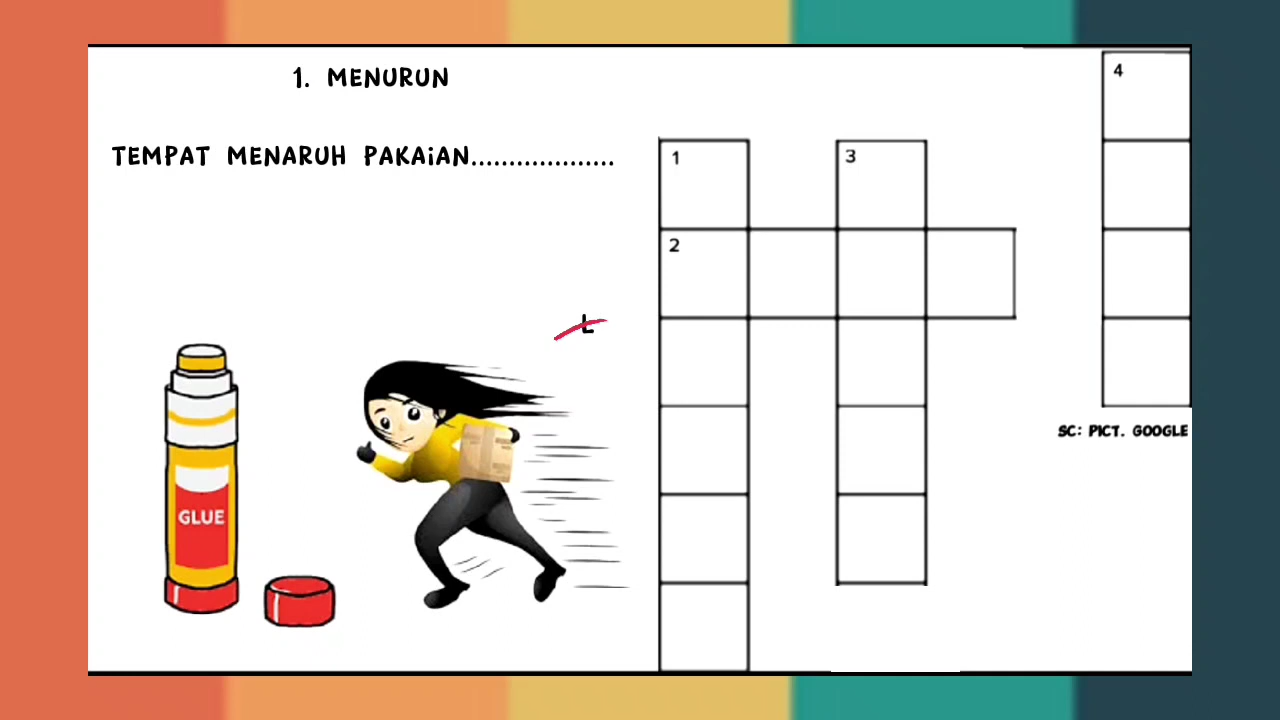 1. MENURUN
TEMPAT MENARUH PAKAiAN...................
4
1
3
2
L
SC: PICT. GOOGLE
GLUE